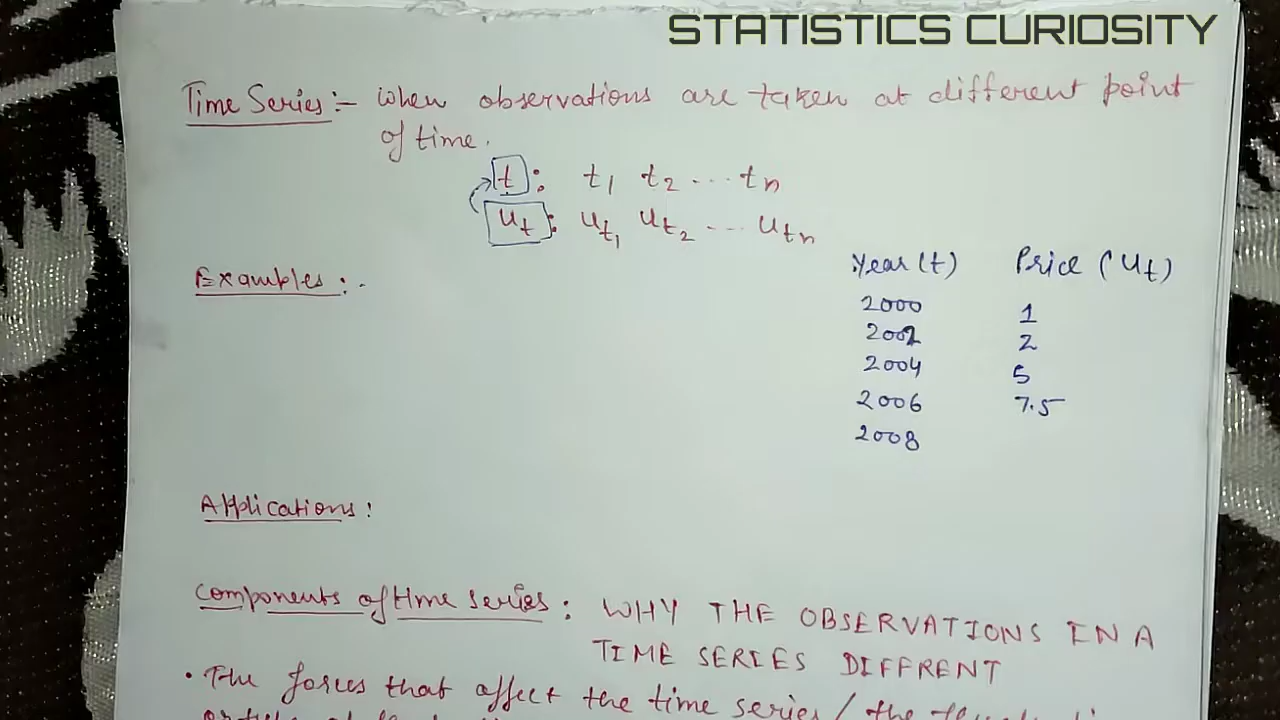 STATISTICS CURIOSITY
Time Series :- When observations are taken at different point
of time.
t : t1 t2 ... tn
ut : ut1 ut2 ... utn
Examples :-
Year (t) Price (ut)
2000 1
2002 2
2004 5
2006 7.5
2008
Applications :
Components of time series : WHY THE OBSERVATIONS IN A
TIME SERIES DIFFRENT
• The forces that affect the time series / the